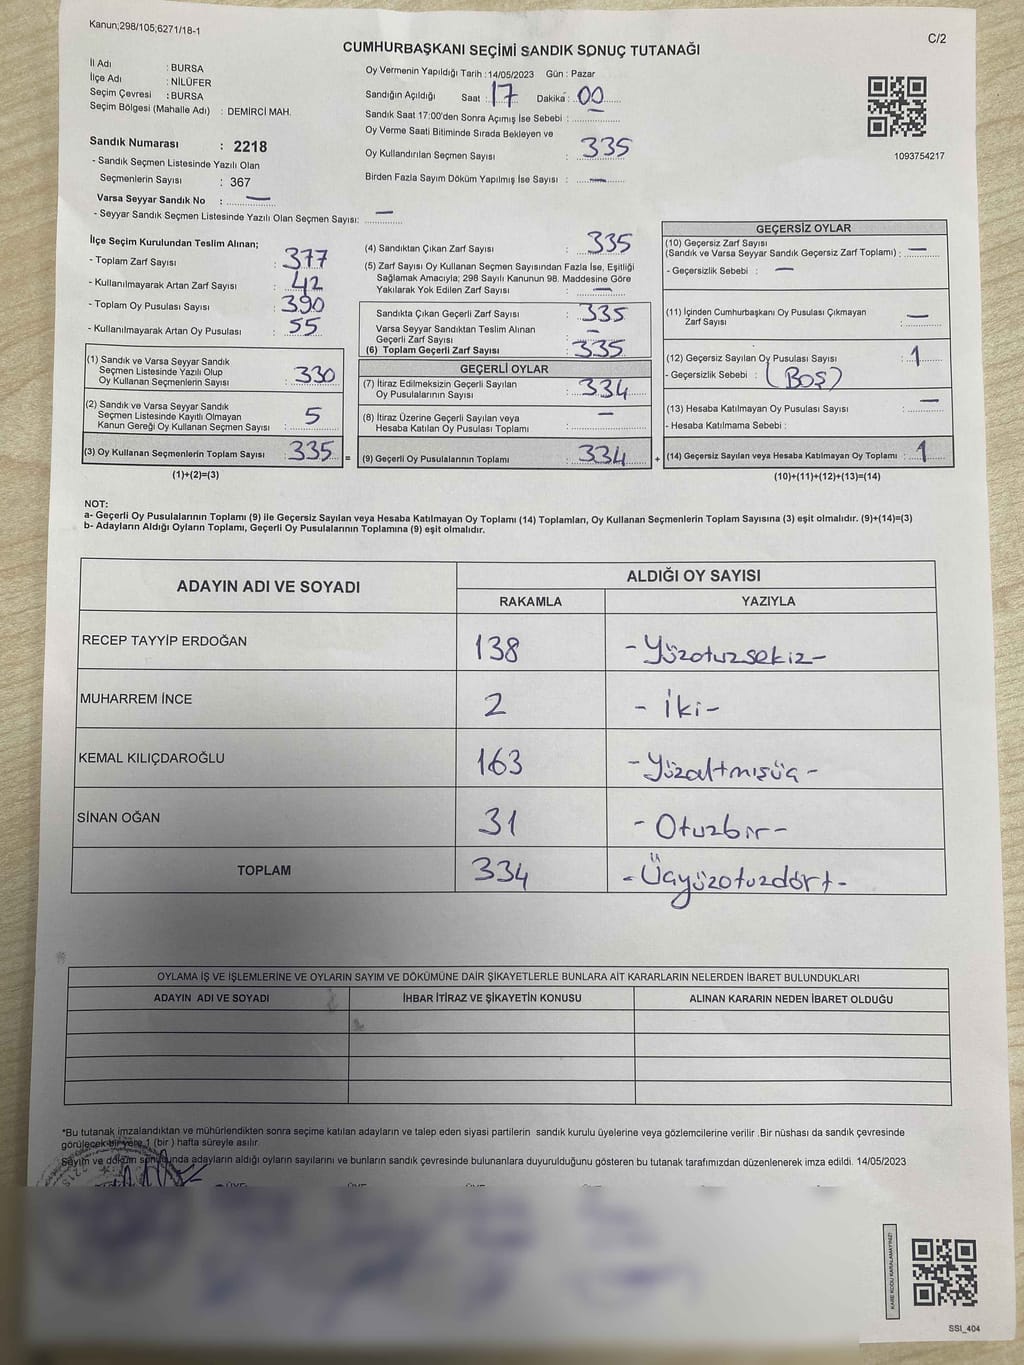 Kanun;298/105;6271/18-1
C/2
CUMHURBAŞKANI SEÇİMİ SANDIK SONUÇ TUTANAĞI
İl Adı : BURSA
İlçe Adı : NİLÜFER
Seçim Çevresi : BURSA
Seçim Bölgesi (Mahalle Adı) : DEMİRCİ MAH.
Sandık Numarası : 2218
- Sandık Seçmen Listesinde Yazılı Olan
Seçmenlerin Sayısı : 367
Varsa Seyyar Sandık No : —
- Seyyar Sandık Seçmen Listesinde Yazılı Olan Seçmen Sayısı: —
Oy Vermenin Yapıldığı Tarih :14/05/2023 Gün : Pazar
Sandığın Açıldığı Saat : 17 Dakika : 00
Sandık Saat 17:00'den Sonra Açımış İse Sebebi :
Oy Verme Saati Bitiminde Sırada Bekleyen ve
Oy Kullandırılan Seçmen Sayısı : 335
Birden Fazla Sayım Döküm Yapılmış İse Sayısı : —
1093754217
İlçe Seçim Kurulundan Teslim Alınan;
- Toplam Zarf Sayısı : 377
- Kullanılmayarak Artan Zarf Sayısı : 42
- Toplam Oy Pusulası Sayısı : 390
- Kullanılmayarak Artan Oy Pusulası : 55
(1) Sandık ve Varsa Seyyar Sandık
Seçmen Listesinde Yazılı Olup
Oy Kullanan Seçmenlerin Sayısı : 330
(2) Sandık ve Varsa Seyyar Sandık
Seçmen Listesinde Kayıtlı Olmayan
Kanun Gereği Oy Kullanan Seçmen Sayısı : 5
(3) Oy Kullanan Seçmenlerin Toplam Sayısı : 335 =
(1)+(2)=(3)
(4) Sandıktan Çıkan Zarf Sayısı : 335
(5) Zarf Sayısı Oy Kullanan Seçmen Sayısından Fazla İse, Eşitliği
Sağlamak Amacıyla; 298 Sayılı Kanunun 98. Maddesine Göre
Yakılarak Yok Edilen Zarf Sayısı : —
Sandıkta Çıkan Geçerli Zarf Sayısı : 335
Varsa Seyyar Sandıktan Teslim Alınan
Geçerli Zarf Sayısı : —
(6) Toplam Geçerli Zarf Sayısı : 335
GEÇERLİ OYLAR
(7) İtiraz Edilmeksizin Geçerli Sayılan
Oy Pusulalarının Sayısı : 334
(8) İtiraz Üzerine Geçerli Sayılan veya
Hesaba Katılan Oy Pusulası Toplamı : —
(9) Geçerli Oy Pusulalarının Toplamı : 334 +
GEÇERSİZ OYLAR
(10) Geçersiz Zarf Sayısı
(Sandık ve Varsa Seyyar Sandık Geçersiz Zarf Toplamı) : —
- Geçersizlik Sebebi : —
(11) İçinden Cumhurbaşkanı Oy Pusulası Çıkmayan
Zarf Sayısı : —
(12) Geçersiz Sayılan Oy Pusulası Sayısı : 1
- Geçersizlik Sebebi : (BOŞ)
(13) Hesaba Katılmayan Oy Pusulası Sayısı : —
- Hesaba Katılmama Sebebi :
(14) Geçersiz Sayılan veya Hesaba Katılmayan Oy Toplamı : 1
(10)+(11)+(12)+(13)=(14)
NOT:
a- Geçerli Oy Pusulalarının Toplamı (9) ile Geçersiz Sayılan veya Hesaba Katılmayan Oy Toplamı (14) Toplamları, Oy Kullanan Seçmenlerin Toplam Sayısına (3) eşit olmalıdır. (9)+(14)=(3)
b- Adayların Aldığı Oyların Toplamı, Geçerli Oy Pusulalarının Toplamına (9) eşit olmalıdır.
ADAYIN ADI VE SOYADI
ALDIĞI OY SAYISI
RAKAMLA YAZIYLA
RECEP TAYYİP ERDOĞAN 138 -Yüzotuzsekiz-
MUHARREM İNCE 2 - iki-
KEMAL KILIÇDAROĞLU 163 -Yüzaltmışüç-
SİNAN OĞAN 31 - Otuzbir-
TOPLAM 334 -Üçyüzotuzdört-
OYLAMA İŞ VE İŞLEMLERİNE VE OYLARIN SAYIM VE DÖKÜMÜNE DAİR ŞİKAYETLERLE BUNLARA AİT KARARLARIN NELERDEN İBARET BULUNDUKLARI
ADAYIN ADI VE SOYADI İHBAR İTİRAZ VE ŞİKAYETİN KONUSU ALINAN KARARIN NEDEN İBARET OLDUĞU
*Bu tutanak imzalandıktan ve mühürlendikten sonra seçime katılan adayların ve talep eden siyasi partilerin sandık kurulu üyelerine veya gözlemcilerine verilir .Bir nüshası da sandık çevresinde
görülecek bir yere 1 (bir ) hafta süreyle asılır.
Sayım ve döküm sonucunda adayların aldığı oyların sayılarını ve bunların sandık çevresinde bulunanlara duyurulduğunu gösteren bu tutanak tarafımızdan düzenlenerek imza edildi. 14/05/2023
KARE KODU KARALAMAYINIZ!
SSI_404